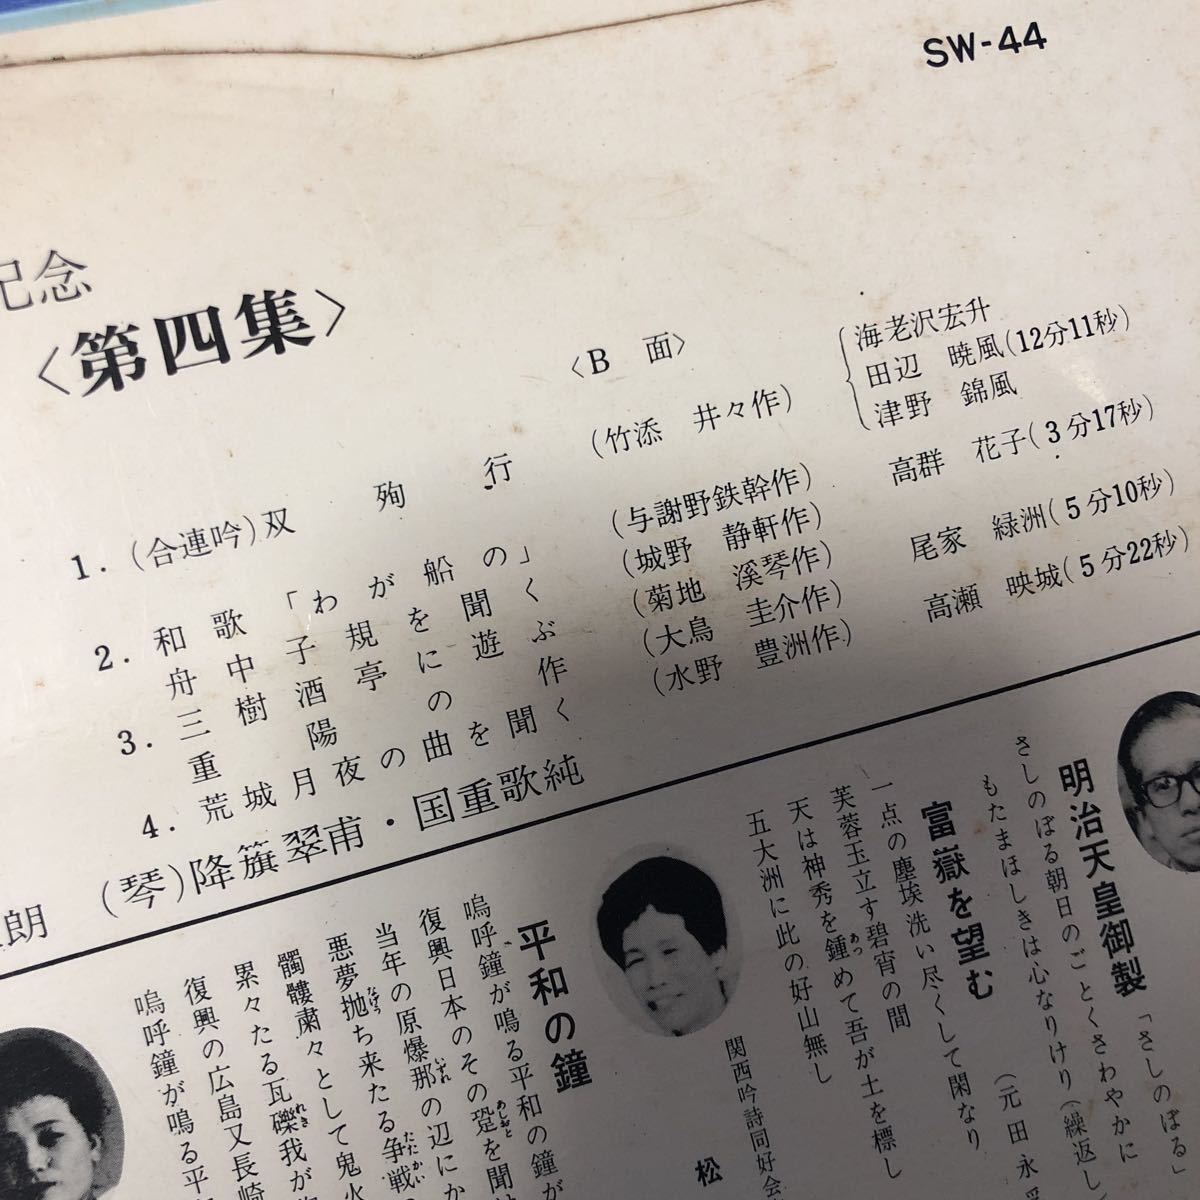 SW-44
記念
〈第四集〉
〈B 面〉
1. (合連吟) 双殉行 (竹添 井々作) 海老沢宏升
田辺 暁風 (12分11秒)
津野 錦風
2. 和歌「わが船の」 (与謝野鉄幹作) 高群 花子 (3分17秒)
舟中子規を聞く (城野 静軒作)
3. 三樹酒亭に遊ぶ (菊地 溪琴作) 尾家 緑洲 (5分10秒)
重陽の作 (大鳥 圭介作)
4. 荒城月夜の曲を聞く (水野 豊洲作) 高瀬 映城 (5分22秒)
朗 (琴) 降籏翠甫・国重歌純
明治天皇御製 「さしのぼる」
さしのぼる朝日のごとくさわやかに
もたまほしきは心なりけり (繰返し
富嶽を望む (元田 永孚
一点の塵埃洗い尽くして閑なり
芙蓉玉立す碧宵の間
天は神秀を鍾めて吾が土を標し
五大洲に此の好山無し
関西吟詩同好会
松
平和の鐘
嗚呼鐘が鳴る平和の鐘が
復興日本のその跫を聞け
当年の原爆那の辺にか
悪夢抛ち来たる争戦の
髑髏粛々として鬼火
累々たる瓦礫我が
復興の広島又長崎
嗚呼鐘が鳴る平